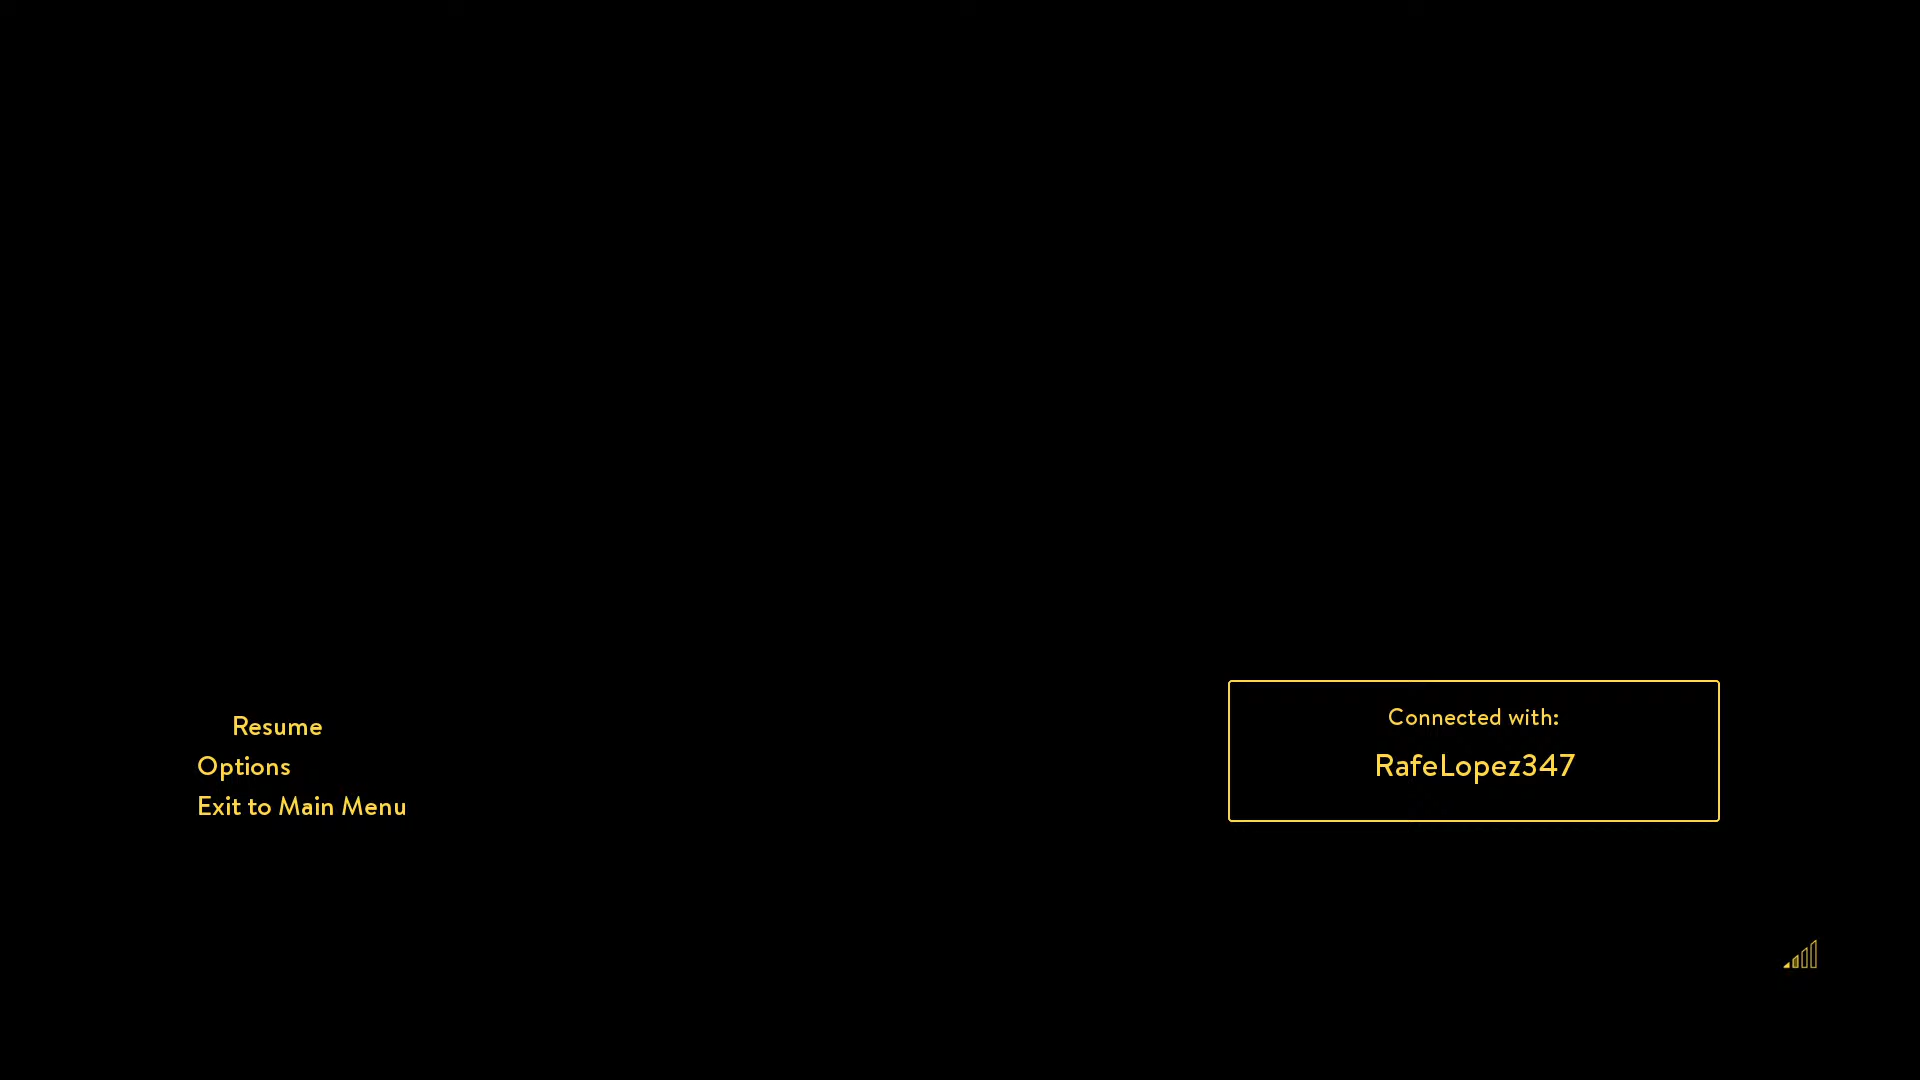 Resume
Options
Exit to Main Menu
Connected with:
RafeLopez347